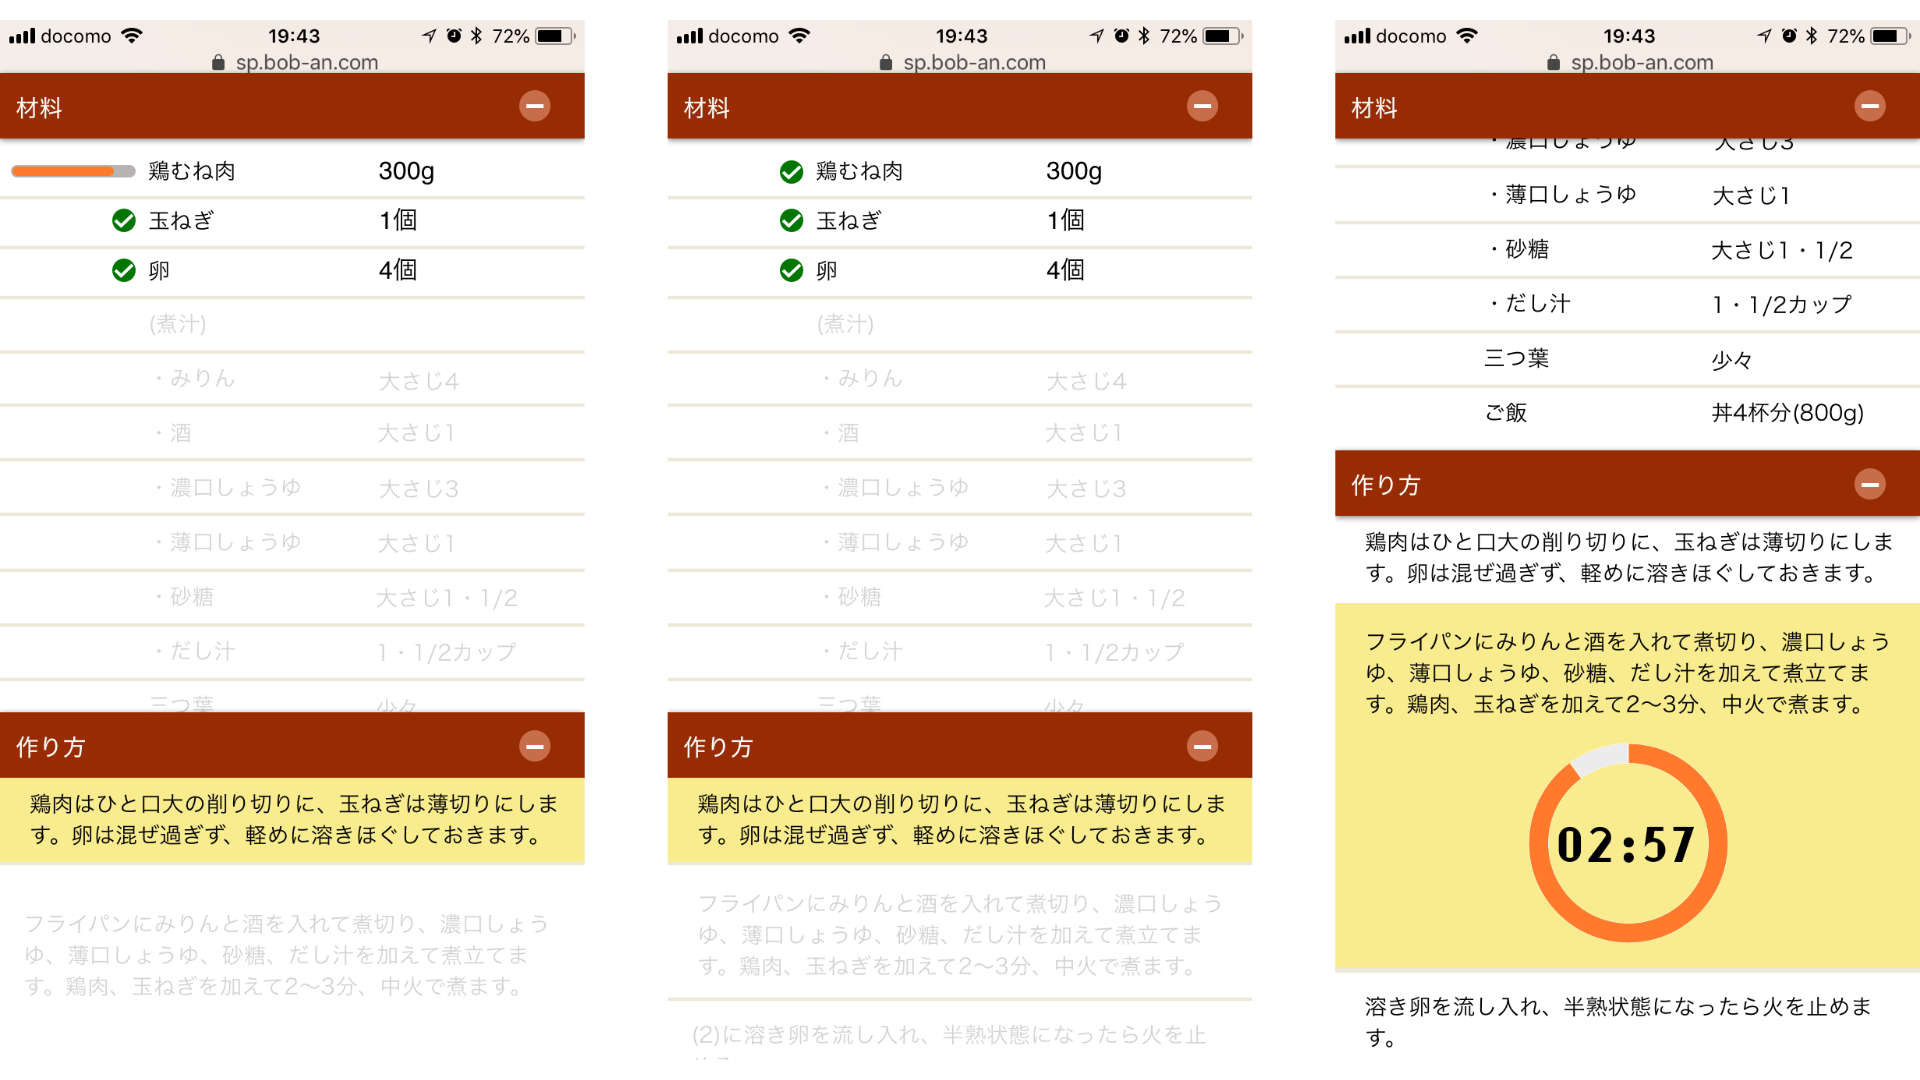 docomo 19:43 72%
sp.bob-an.com
材料
鶏むね肉 300g
玉ねぎ 1個
卵 4個
(煮汁)
・みりん 大さじ4
・酒 大さじ1
・濃口しょうゆ 大さじ3
・薄口しょうゆ 大さじ1
・砂糖 大さじ1・1/2
・だし汁 1・1/2カップ
三つ葉 少々
作り方
鶏肉はひと口大の削り切りに、玉ねぎは薄切りにしま
す。卵は混ぜ過ぎず、軽めに溶きほぐしておきます。
フライパンにみりんと酒を入れて煮切り、濃口しょう
ゆ、薄口しょうゆ、砂糖、だし汁を加えて煮立てま
す。鶏肉、玉ねぎを加えて2〜3分、中火で煮ます。
docomo 19:43 72%
sp.bob-an.com
材料
鶏むね肉 300g
玉ねぎ 1個
卵 4個
(煮汁)
・みりん 大さじ4
・酒 大さじ1
・濃口しょうゆ 大さじ3
・薄口しょうゆ 大さじ1
・砂糖 大さじ1・1/2
・だし汁 1・1/2カップ
三つ葉 少々
作り方
鶏肉はひと口大の削り切りに、玉ねぎは薄切りにしま
す。卵は混ぜ過ぎず、軽めに溶きほぐしておきます。
フライパンにみりんと酒を入れて煮切り、濃口しょう
ゆ、薄口しょうゆ、砂糖、だし汁を加えて煮立てま
す。鶏肉、玉ねぎを加えて2〜3分、中火で煮ます。
(2)に溶き卵を流し入れ、半熟状態になったら火を止
docomo 19:43 72%
sp.bob-an.com
材料
・濃口しょうゆ 大さじ3
・薄口しょうゆ 大さじ1
・砂糖 大さじ1・1/2
・だし汁 1・1/2カップ
三つ葉 少々
ご飯 丼4杯分(800g)
作り方
鶏肉はひと口大の削り切りに、玉ねぎは薄切りにしま
す。卵は混ぜ過ぎず、軽めに溶きほぐしておきます。
フライパンにみりんと酒を入れて煮切り、濃口しょう
ゆ、薄口しょうゆ、砂糖、だし汁を加えて煮立てま
す。鶏肉、玉ねぎを加えて2〜3分、中火で煮ます。
02:57
溶き卵を流し入れ、半熟状態になったら火を止めま
す。